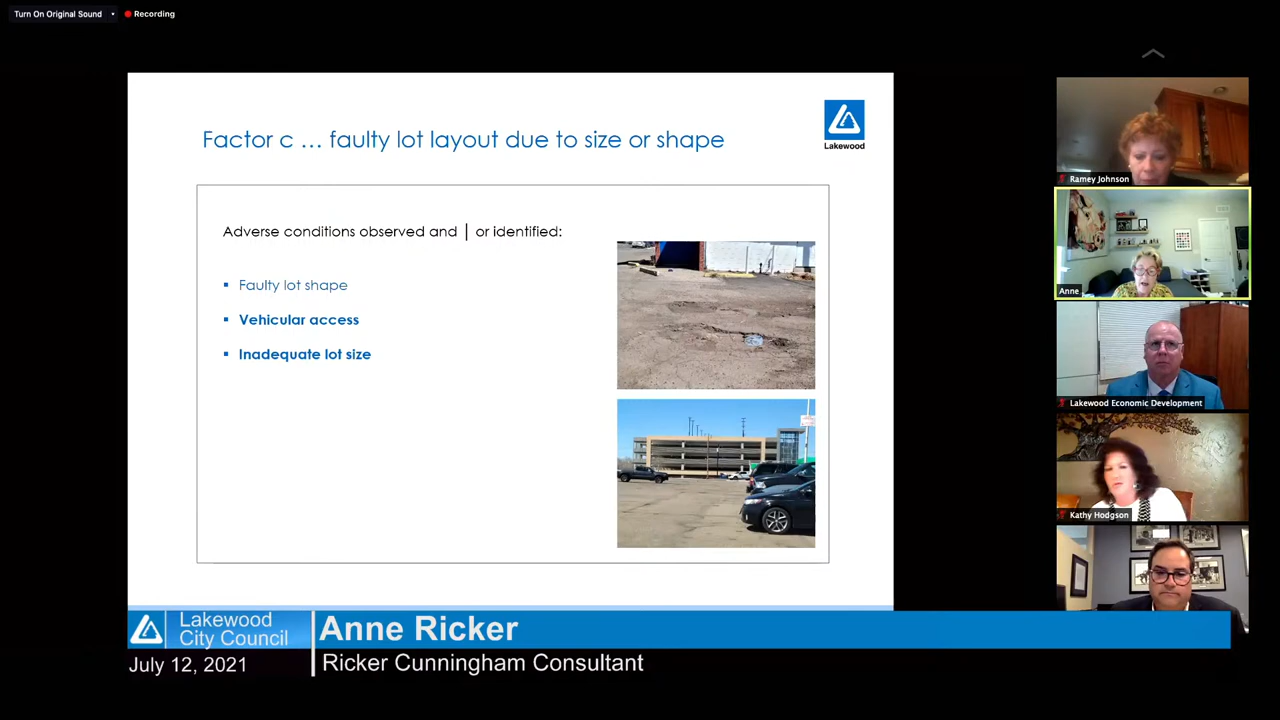 Turn On Original Sound
Recording
Factor c ... faulty lot layout due to size or shape
Lakewood
Adverse conditions observed and | or identified:
▪ Faulty lot shape
▪ Vehicular access
▪ Inadequate lot size
Ramey Johnson
Anne
Lakewood Economic Development
Kathy Hodgson
Lakewood
City Council
Anne Ricker
July 12, 2021
Ricker Cunningham Consultant